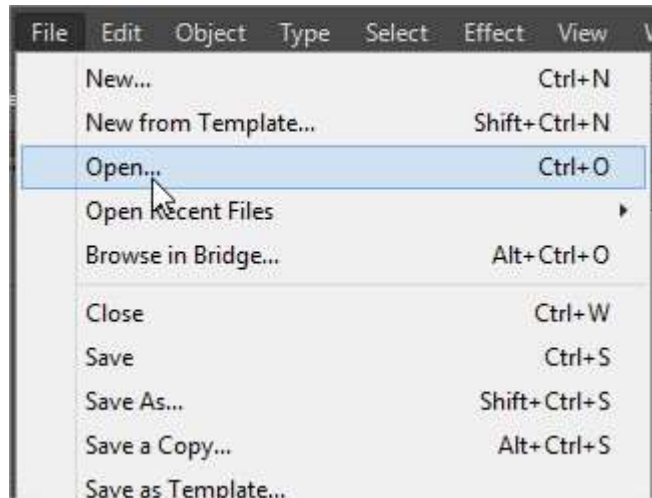 File Edit Object Type Select Effect View
New... Ctrl+N
New from Template... Shift+Ctrl+N
Open... Ctrl+O
Open Recent Files
Browse in Bridge... Alt+Ctrl+O
Close Ctrl+W
Save Ctrl+S
Save As... Shift+Ctrl+S
Save a Copy... Alt+Ctrl+S
Save as Template...